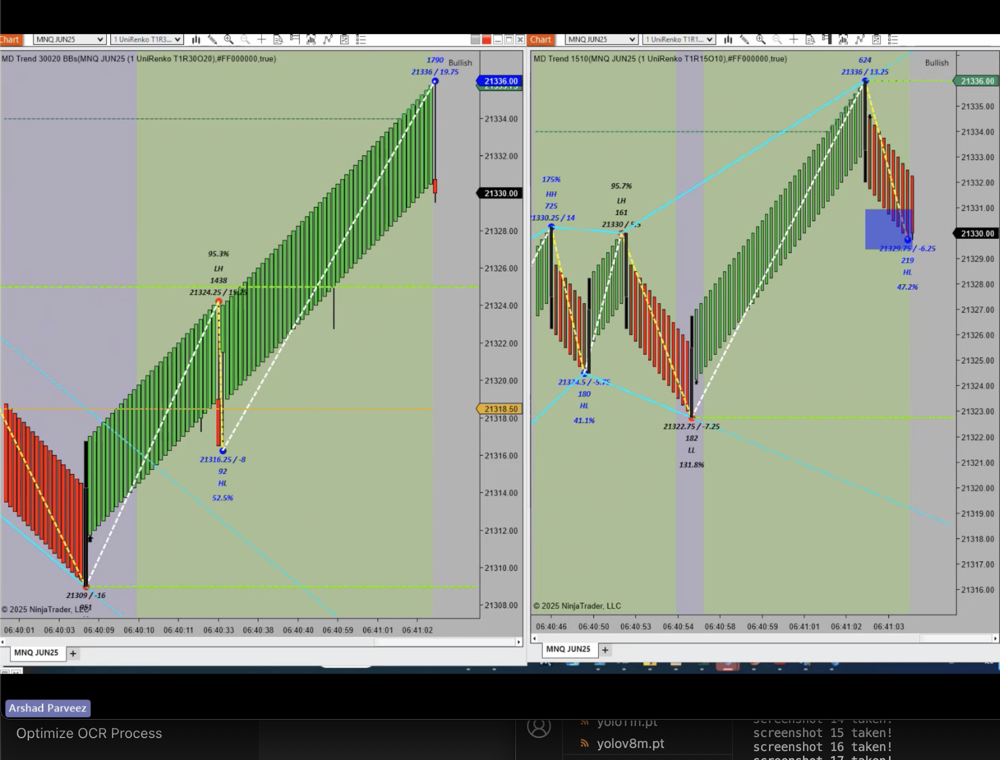 Chart MNQ JUN25 1 UniRenko T1R3...
MD Trend 30020 BBs(MNQ JUN25 (1 UniRenko T1R30O20),#FF000000,true)
Bullish
1790
21336 / 19.75
21336.00
21334.00
21332.00
21330.00
21328.00
21326.00
21324.00
21322.00
21320.00
21318.50
21318.00
21316.00
21314.00
21312.00
21310.00
21308.00
95.3%
LH
1438
21324.25 / 15.25
21316.25 / -8
92
HL
52.5%
21309 / -16
951
© 2025 NinjaTrader, LLC
06:40:01 06:40:03 06:40:09 06:40:10 06:40:11 06:40:33 06:40:38 06:40:40 06:40:59 06:41:01 06:41:02
MNQ JUN25 +
Chart MNQ JUN25 1 UniRenko T1R1...
MD Trend 1510(MNQ JUN25 (1 UniRenko T1R15O10),#FF000000,true)
Bullish
624
21336 / 13.25
21336.00
21335.00
21334.00
21333.00
21332.00
21331.00
21330.00
21329.00
21328.00
21327.00
21326.00
21325.00
21324.00
21323.00
21322.00
21321.00
21320.00
21319.00
21318.00
21317.00
21316.00
175%
HH
725
21330.25 / 14
95.7%
LH
161
21330 / 5.5
21324.5 / -5.75
180
HL
41.1%
21322.75 / -7.25
182
LL
131.8%
21329.75 / -6.25
219
HL
47.2%
© 2025 NinjaTrader, LLC
06:40:46 06:40:50 06:40:53 06:40:54 06:40:58 06:40:59 06:41:01 06:41:02 06:41:03
MNQ JUN25 +
Arshad Parveez
Optimize OCR Process
yolo11n.pt
yolov8m.pt
screenshot 14 taken!
screenshot 15 taken!
screenshot 16 taken!
screenshot 17 taken!